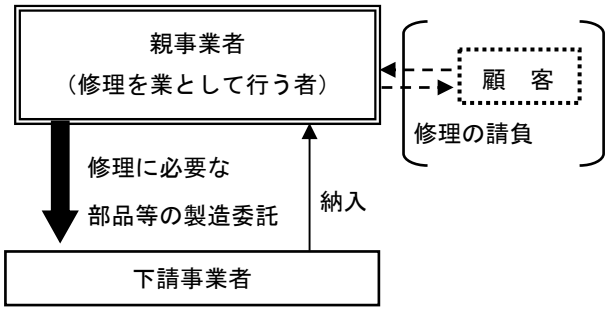 親事業者
（修理を業として行う者）
顧　客
修理の請負
修理に必要な
部品等の製造委託
納入
下請事業者